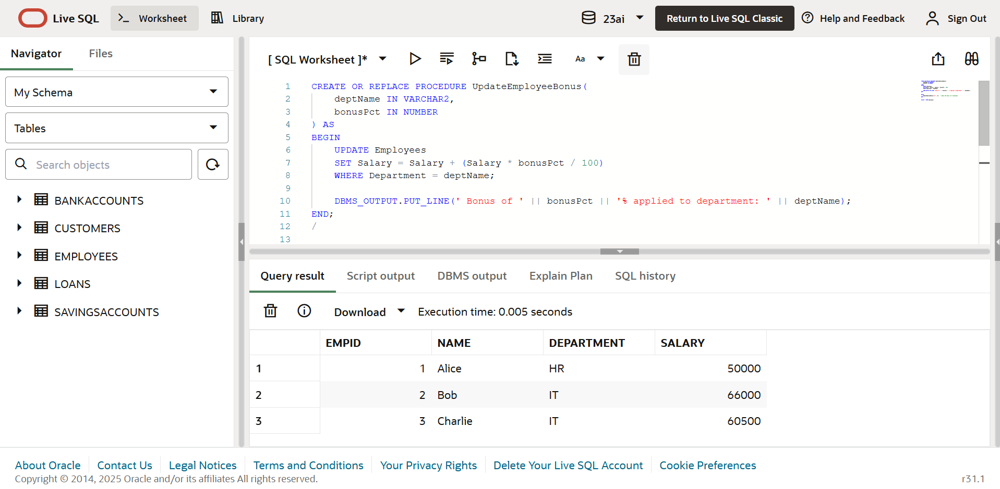 Live SQL
Worksheet
Library
23ai
Return to Live SQL Classic
Help and Feedback
Sign Out
Navigator
Files
My Schema
Tables
Search objects
BANKACCOUNTS
CUSTOMERS
EMPLOYEES
LOANS
SAVINGSACCOUNTS
[ SQL Worksheet ]*
Aa
1 CREATE OR REPLACE PROCEDURE UpdateEmployeeBonus(
2 deptName IN VARCHAR2,
3 bonusPct IN NUMBER
4 ) AS
5 BEGIN
6 UPDATE Employees
7 SET Salary = Salary + (Salary * bonusPct / 100)
8 WHERE Department = deptName;
9
10 DBMS_OUTPUT.PUT_LINE(' Bonus of ' || bonusPct || '% applied to department: ' || deptName);
11 END;
12 /
13
Query result
Script output
DBMS output
Explain Plan
SQL history
Download
Execution time: 0.005 seconds
EMPID NAME DEPARTMENT SALARY
1 1 Alice HR 50000
2 2 Bob IT 66000
3 3 Charlie IT 60500
About Oracle
Contact Us
Legal Notices
Terms and Conditions
Your Privacy Rights
Delete Your Live SQL Account
Cookie Preferences
Copyright © 2014, 2025 Oracle and/or its affiliates All rights reserved.
r31.1